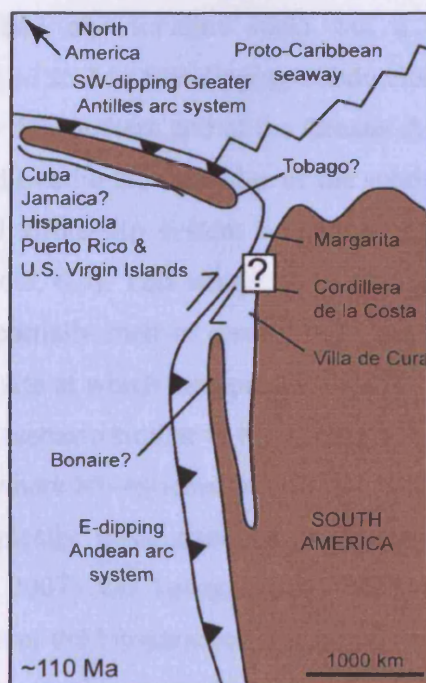 North
America
Proto-Caribbean
seaway
SW-dipping Greater
Antilles arc system
Cuba
Jamaica?
Hispaniola
Puerto Rico &
U.S. Virgin Islands
Tobago?
Margarita
?
Cordillera
de la Costa
Villa de Cura
Bonaire?
E-dipping
Andean arc
system
SOUTH
AMERICA
~110 Ma
1000 km